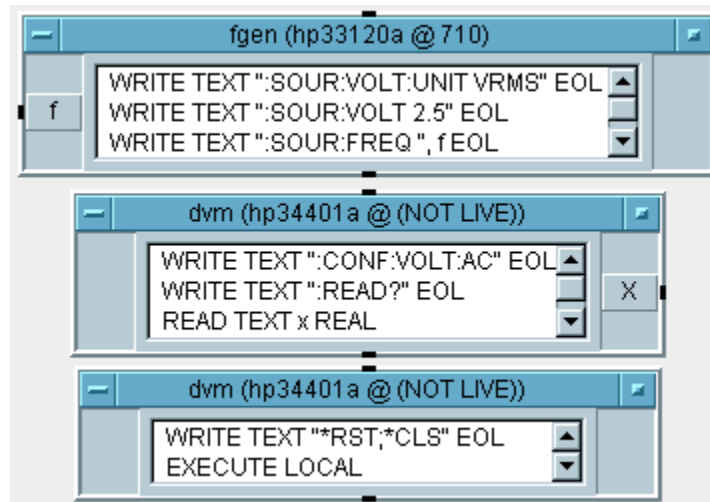 fgen (hp33120a @ 710)
f
WRITE TEXT ":SOUR:VOLT:UNIT VRMS" EOL
WRITE TEXT ":SOUR:VOLT 2.5" EOL
WRITE TEXT ":SOUR:FREQ ", f EOL
dvm (hp34401a @ (NOT LIVE))
WRITE TEXT ":CONF:VOLT:AC" EOL
WRITE TEXT ":READ?" EOL
READ TEXT x REAL
X
dvm (hp34401a @ (NOT LIVE))
WRITE TEXT "*RST;*CLS" EOL
EXECUTE LOCAL